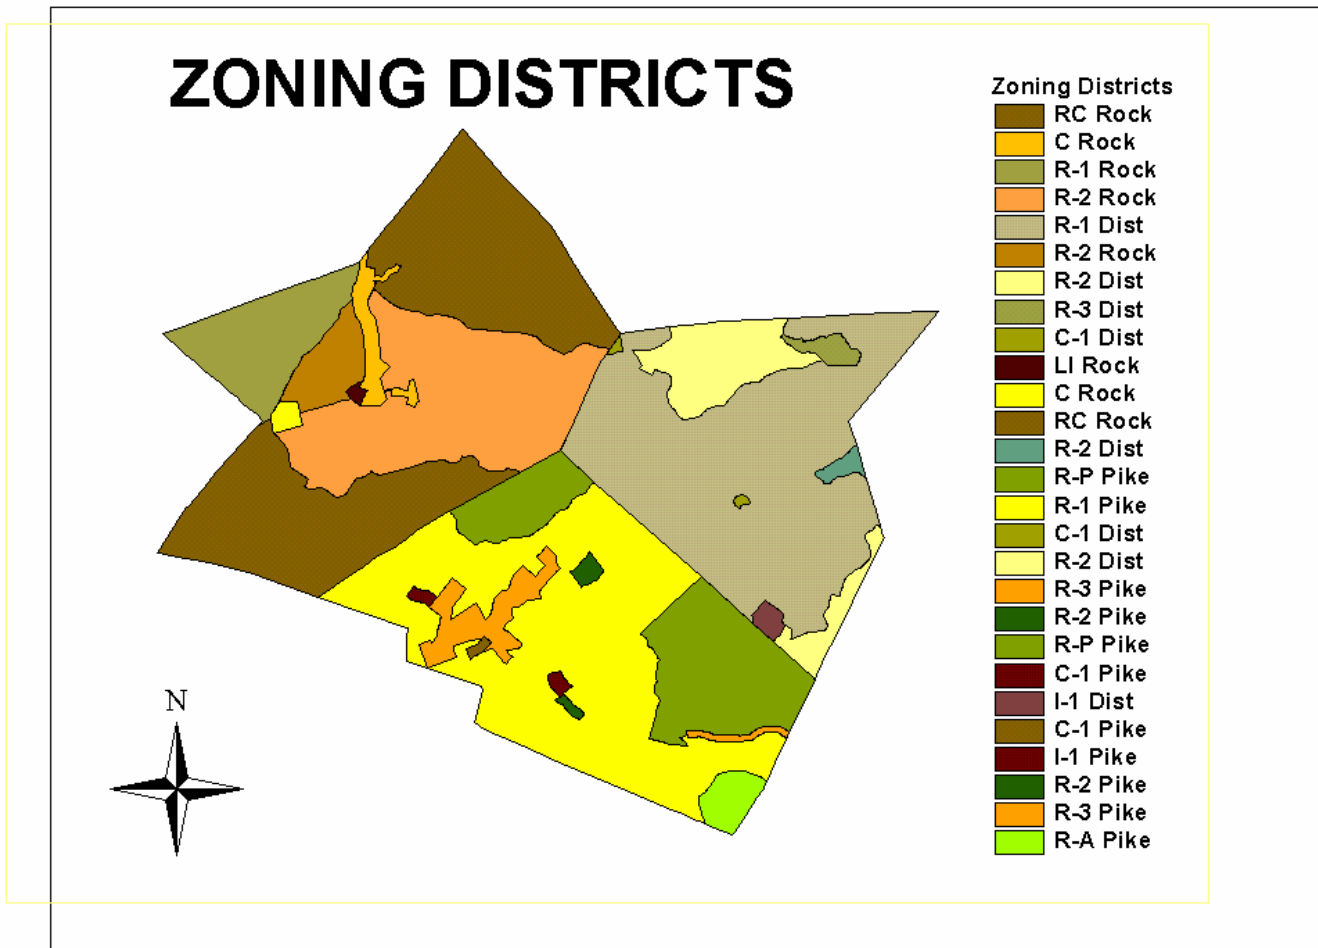 ZONING DISTRICTS
Zoning Districts
RC Rock
C Rock
R-1 Rock
R-2 Rock
R-1 Dist
R-2 Rock
R-2 Dist
R-3 Dist
C-1 Dist
LI Rock
C Rock
RC Rock
R-2 Dist
R-P Pike
R-1 Pike
C-1 Dist
R-2 Dist
R-3 Pike
R-2 Pike
R-P Pike
C-1 Pike
I-1 Dist
C-1 Pike
I-1 Pike
R-2 Pike
R-3 Pike
R-A Pike
N